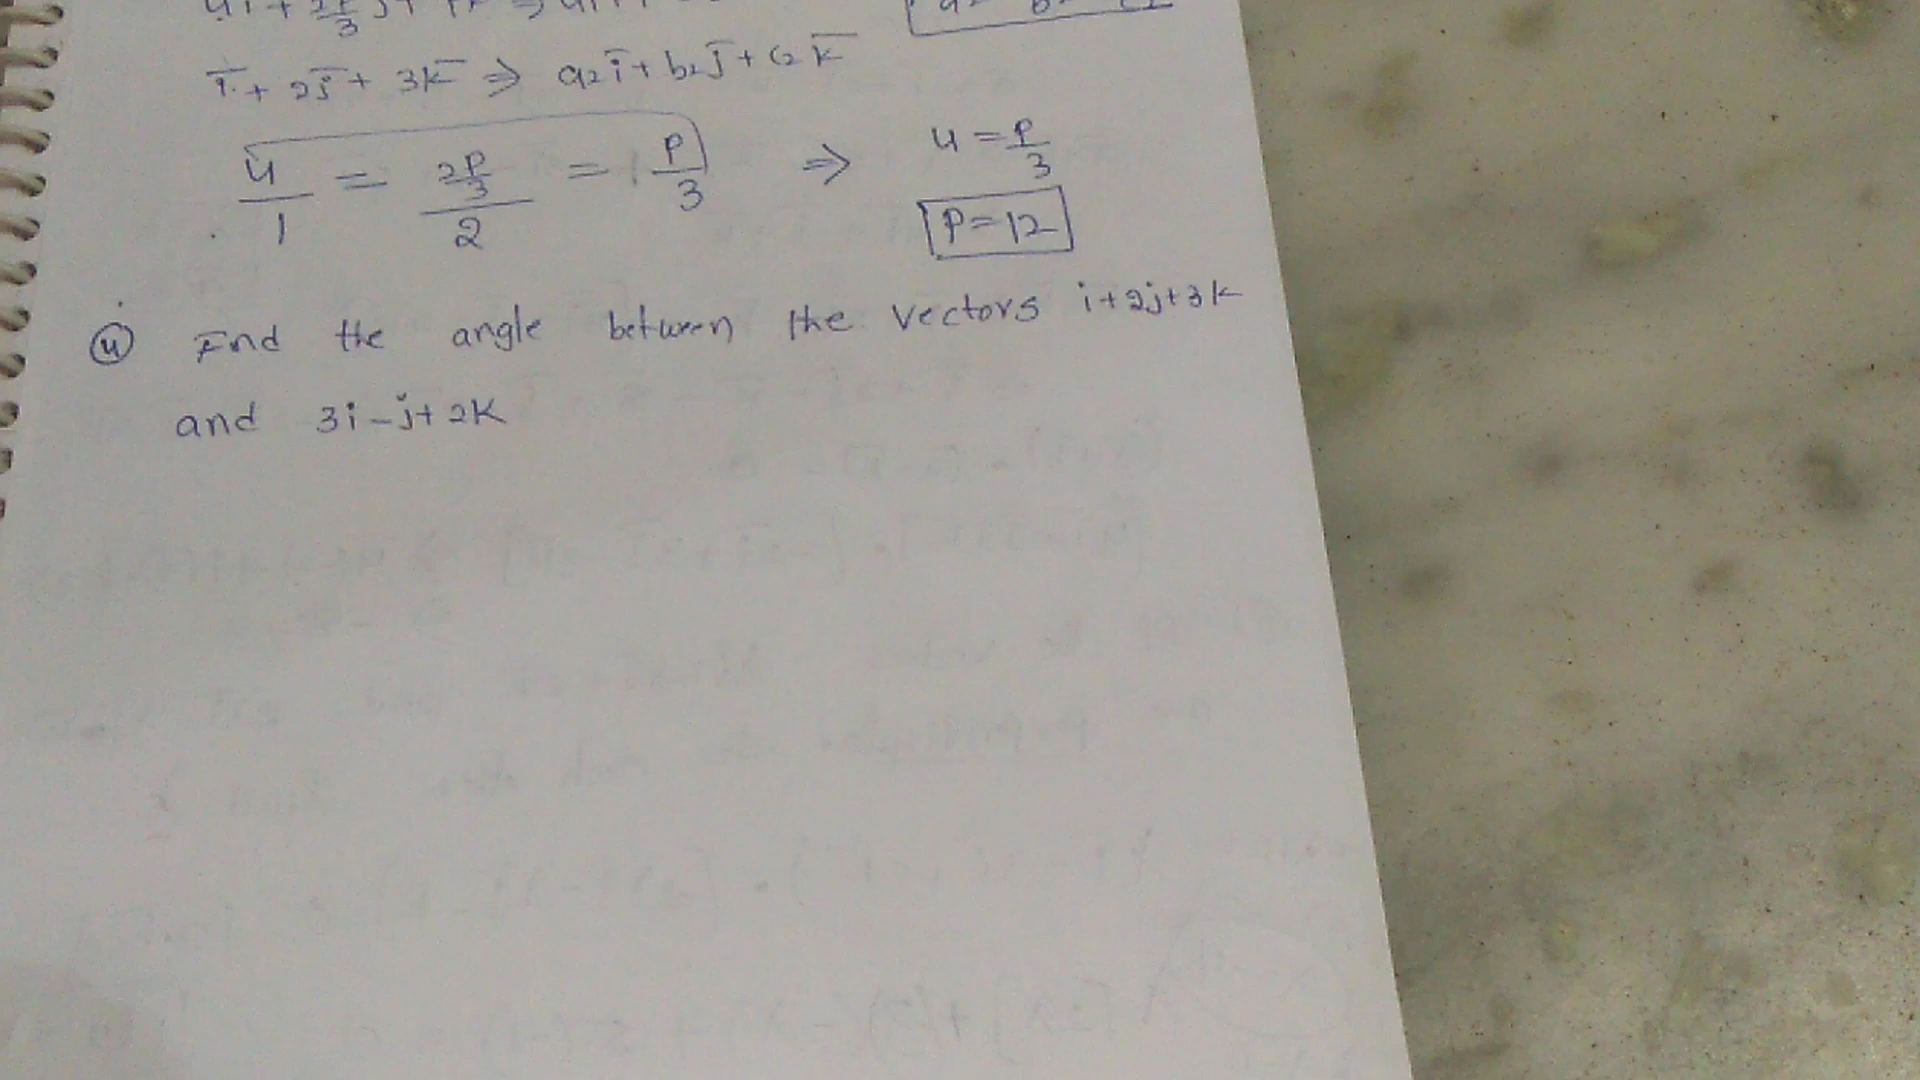 i + 2j + 3k ⇒ a2i + b2j + c2k
4/1 = (2p/3)/2 = p/3 ⇒ 4 = p/3
p = 12
④ Find the angle between the vectors i+2j+3k
and 3i-j+2k